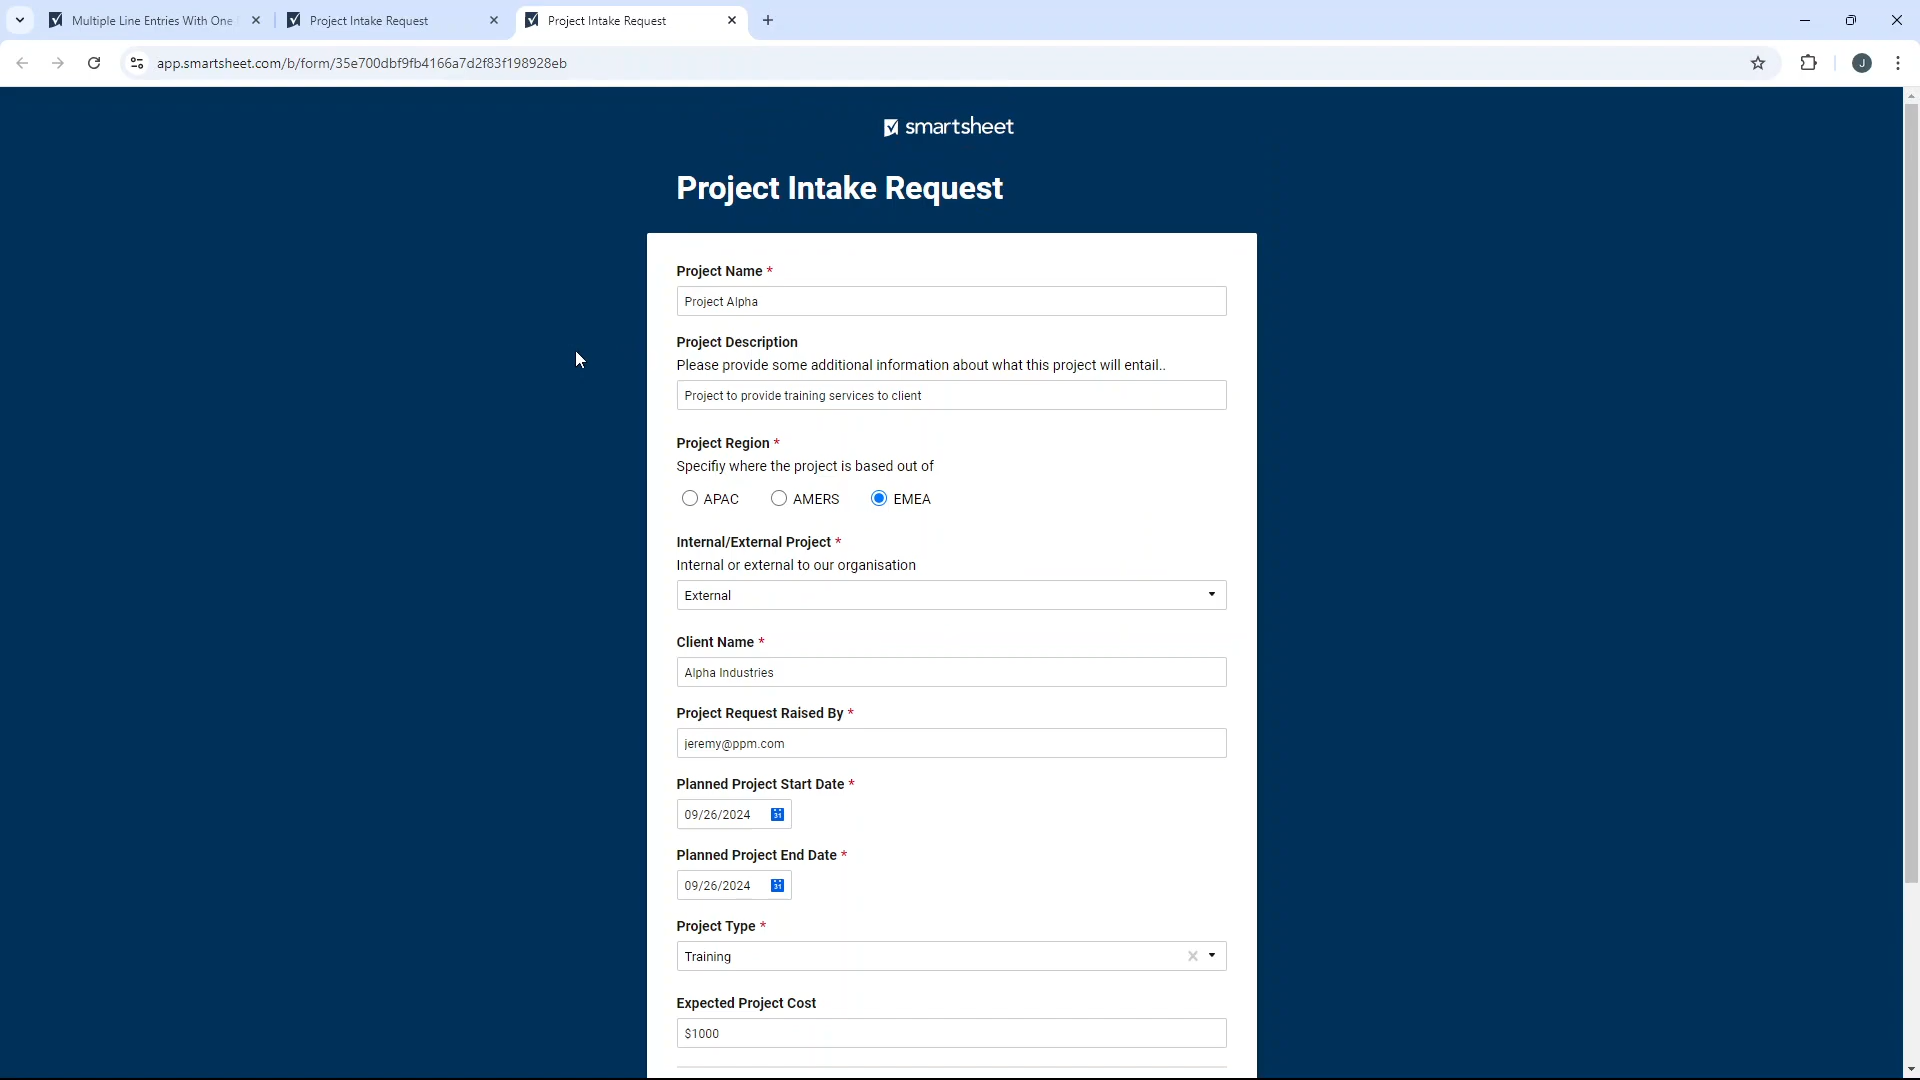 Multiple Line Entries With One
Project Intake Request
Project Intake Request
app.smartsheet.com/b/form/35e700dbf9fb4166a7d2f83f198928eb
J
smartsheet
Project Intake Request
Project Name *
Project Alpha
Project Description
Please provide some additional information about what this project will entail..
Project to provide training services to client
Project Region *
Specifiy where the project is based out of
APAC AMERS EMEA
Internal/External Project *
Internal or external to our organisation
External
Client Name *
Alpha Industries
Project Request Raised By *
jeremy@ppm.com
Planned Project Start Date *
09/26/2024 31
Planned Project End Date *
09/26/2024 31
Project Type *
Training
Expected Project Cost
$1000